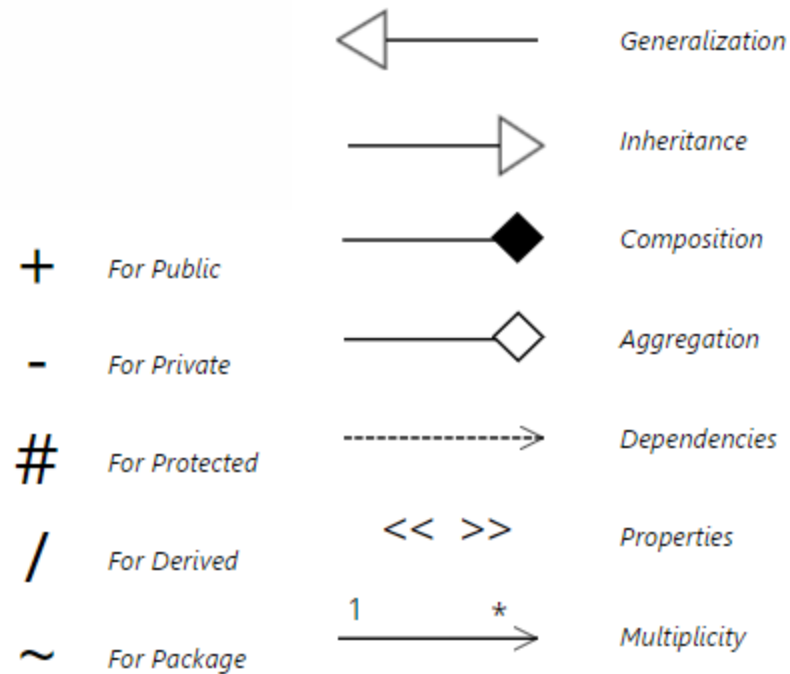 Generalization
Inheritance
Composition
Aggregation
Dependencies
<< >> Properties
1 * Multiplicity
+ For Public
- For Private
# For Protected
/ For Derived
~ For Package